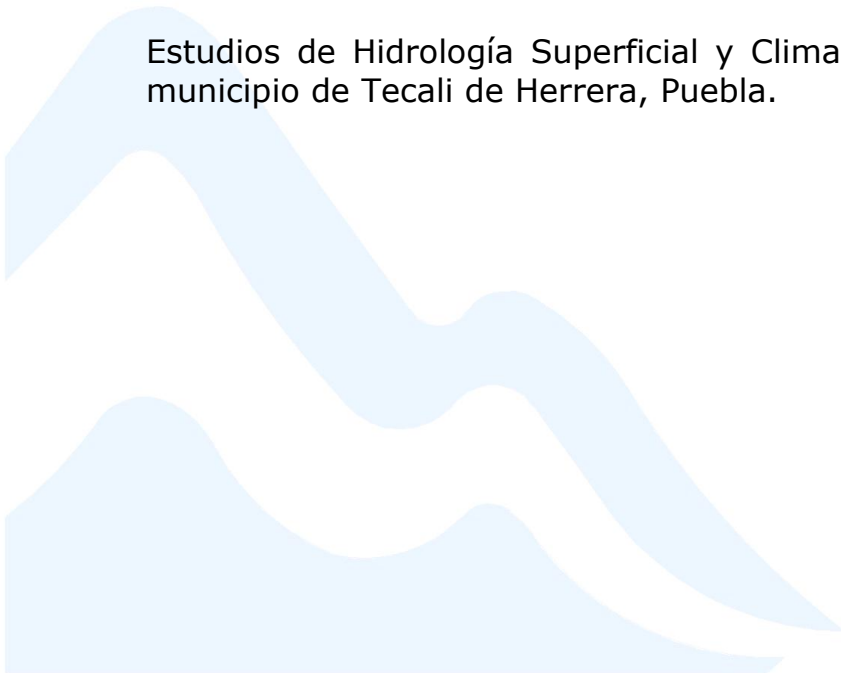 Estudios de Hidrología Superficial y Clima
municipio de Tecali de Herrera, Puebla.